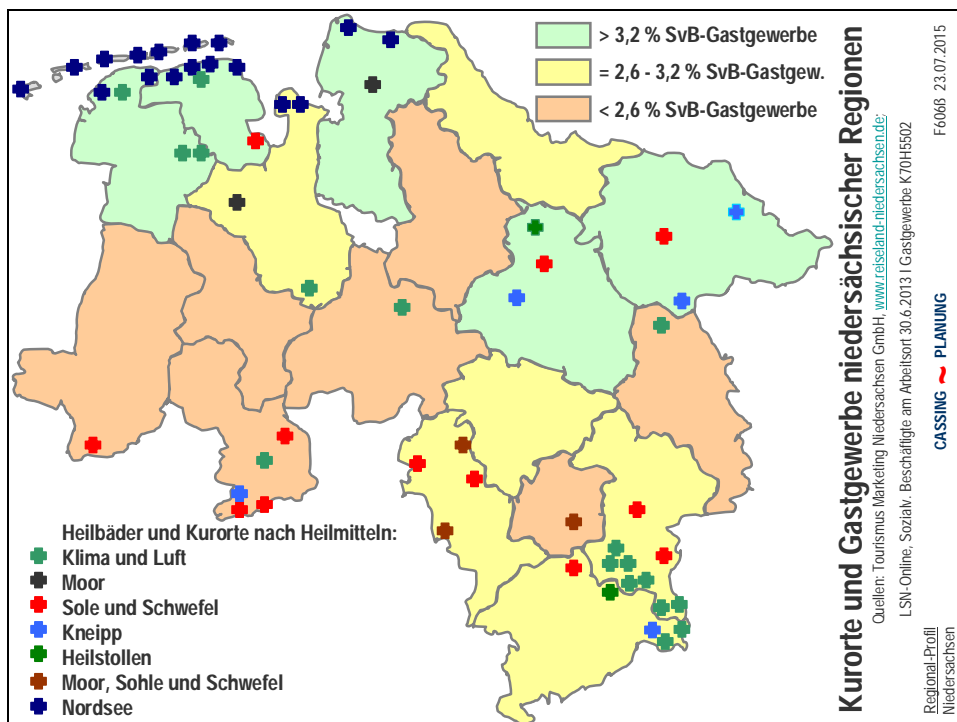 > 3,2 % SvB-Gastgewerbe
= 2,6 - 3,2 % SvB-Gastgew.
< 2,6 % SvB-Gastgewerbe
Heilbäder und Kurorte nach Heilmitteln:
Klima und Luft
Moor
Sole und Schwefel
Kneipp
Heilstollen
Moor, Sohle und Schwefel
Nordsee
Kurorte und Gastgewerbe niedersächsischer Regionen
Quellen: Tourismus Marketing Niedersachsen GmbH, www.reiseland-niedersachsen.de;
LSN-Online, Sozialv. Beschäftigte am Arbeitsort 30.6.2013 I Gastgewerbe K70H5502
Regional-Profil
Niedersachsen
CASSING ~ PLANUNG
F606ß 23.07.2015